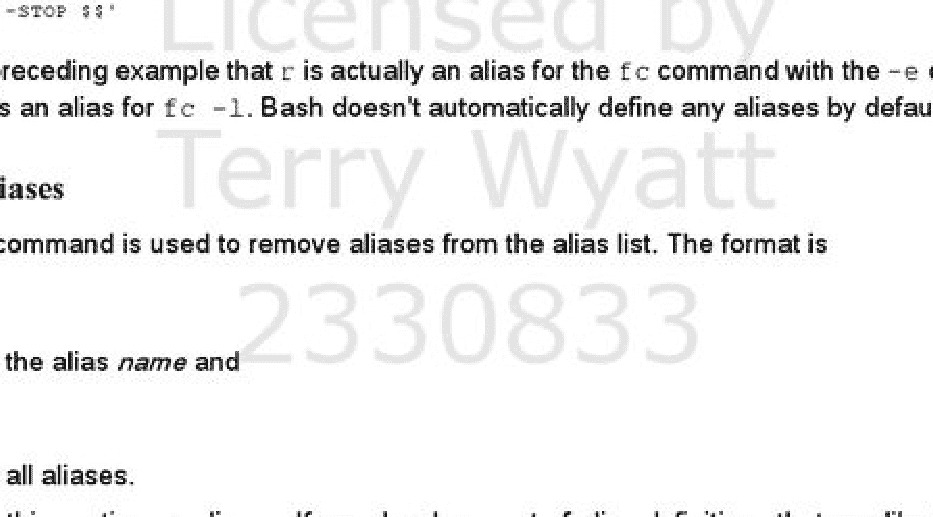 -STOP $$'
Licensed by
receding example that r is actually an alias for the fc command with the -e
s an alias for fc -l. Bash doesn't automatically define any aliases by defau
Terry Wyatt
iases
command is used to remove aliases from the alias list. The format is
2330833
the alias name and
all aliases.